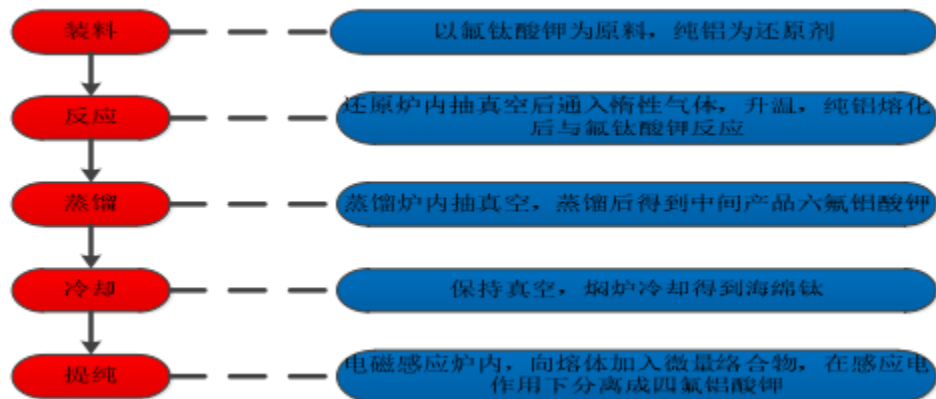 装料
以氟钛酸钾为原料，纯铝为还原剂
反应
还原炉内抽真空后通入惰性气体，升温，纯铝熔化
后与氟钛酸钾反应
蒸馏
蒸馏炉内抽真空，蒸馏后得到中间产品六氟铝酸钾
冷却
保持真空，焖炉冷却得到海绵钛
提纯
电磁感应炉内，向熔体加入微量络合物，在感应电
作用下分离成四氟铝酸钾